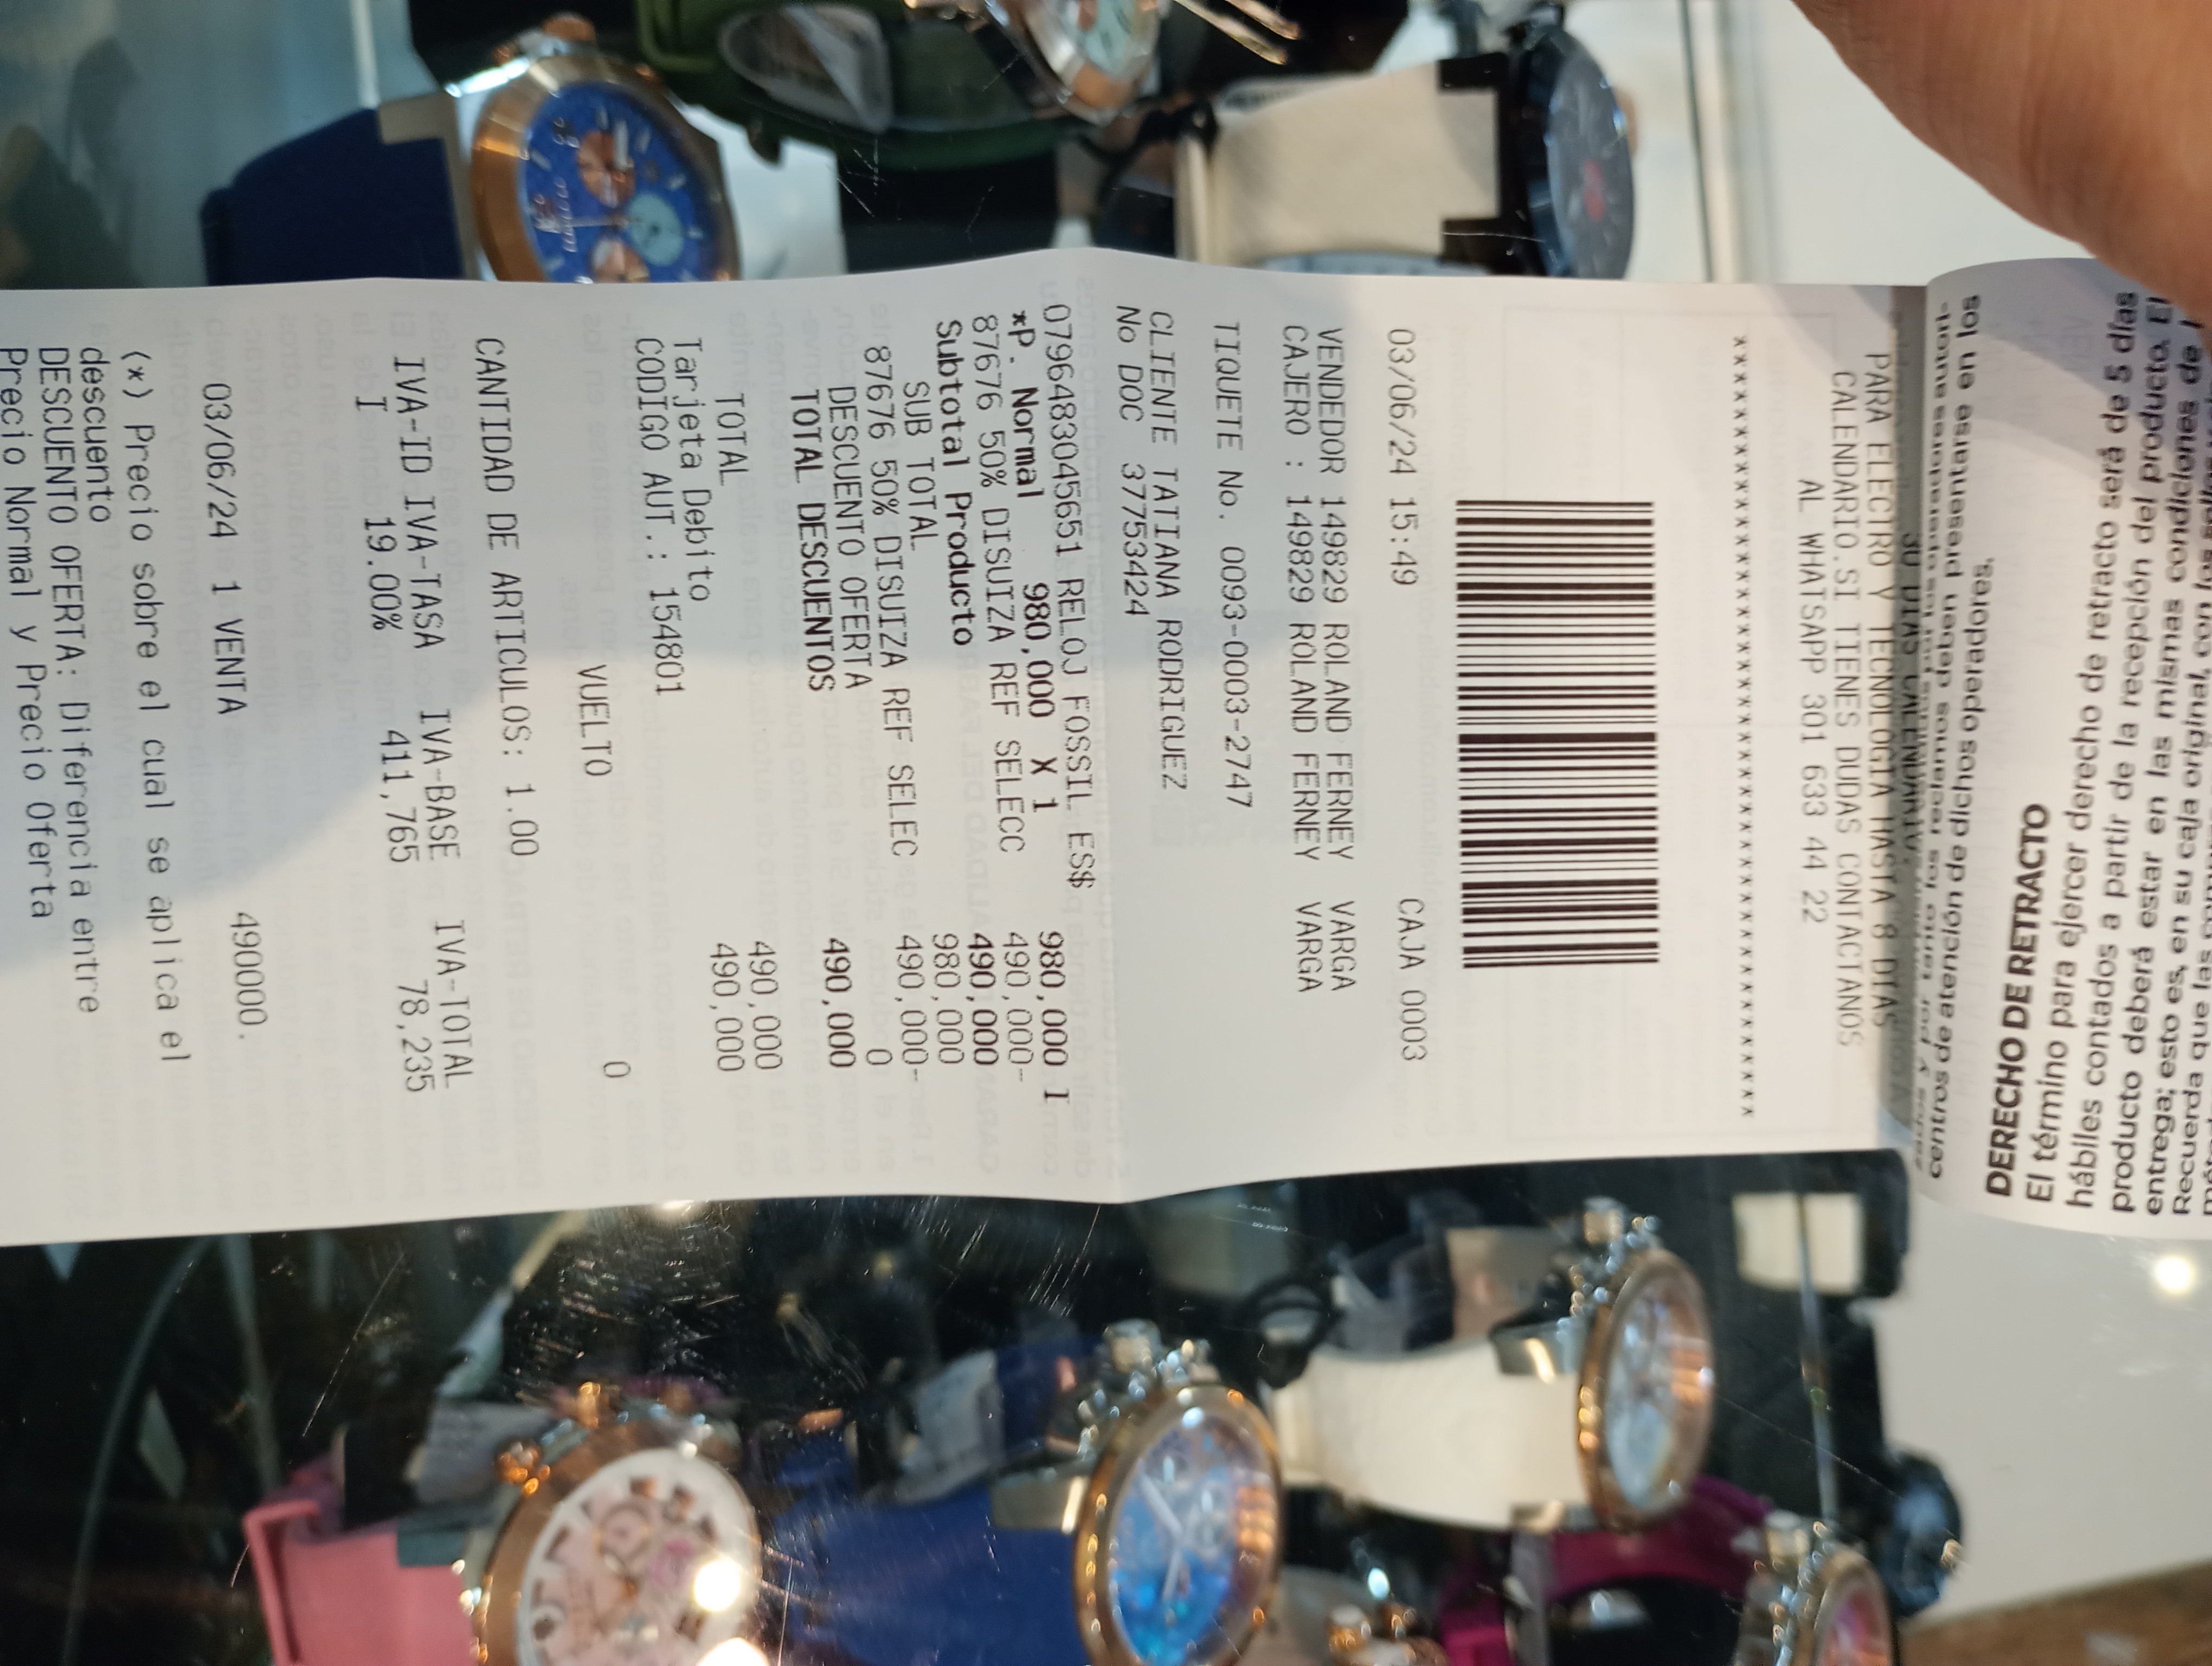 PARA ELECTRO Y TECNOLOGIA HASTA 8 DIAS
CALENDARIO.SI TIENES DUDAS CONTACTANOS
AL WHATSAPP 301 633 44 22
****************************************
03/06/24 15:49 CAJA 0003
VENDEDOR 149829 ROLAND FERNEY VARGA
CAJERO : 149829 ROLAND FERNEY VARGA
TIQUETE No. 0093-0003-2747
CLIENTE TATIANA RODRIGUEZ
No DOC 37753424
0796483045651 RELOJ FOSSIL ES$ 980,000 I
*P. Normal 980,000 X 1
87676 50% DISUIZA REF SELECC 490,000-
Subtotal Producto 490,000
SUB TOTAL 980,000
87676 50% DISUIZA REF SELEC 490,000-
DESCUENTO OFERTA 0
TOTAL DESCUENTOS 490,000
TOTAL 490,000
Tarjeta Debito 490,000
CODIGO AUT.: 154801
VUELTO 0
CANTIDAD DE ARTICULOS: 1.00
IVA-ID IVA-TASA IVA-BASE IVA-TOTAL
I 19.00% 411,765 78,235
03/06/24 1 VENTA 490000.
(*) Precio sobre el cual se aplica el
descuento
DESCUENTO OFERTA: Diferencia entre
Precio Normal y Precio Oferta
centros de atención de dichos operadores.
DERECHO DE RETRACTO
El término para ejercer derecho de retracto será de 5 días
hábiles contados a partir de la recepción del producto. El
producto deberá estar en las mismas condiciones de
entrega; esto es, en su caja original, con
Recuerda que las